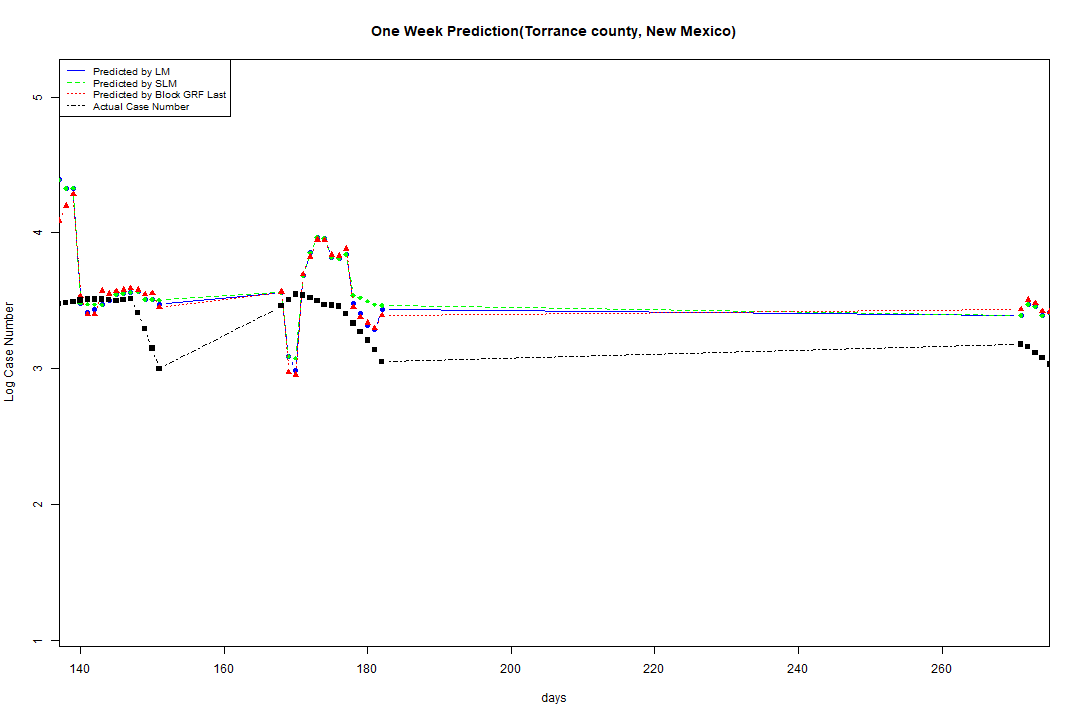 One Week Prediction(Torrance county, New Mexico)
Predicted by LM
Predicted by SLM
Predicted by Block GRF Last
Actual Case Number
5
4
3
2
1
Log Case Number
140 160 180 200 220 240 260
days